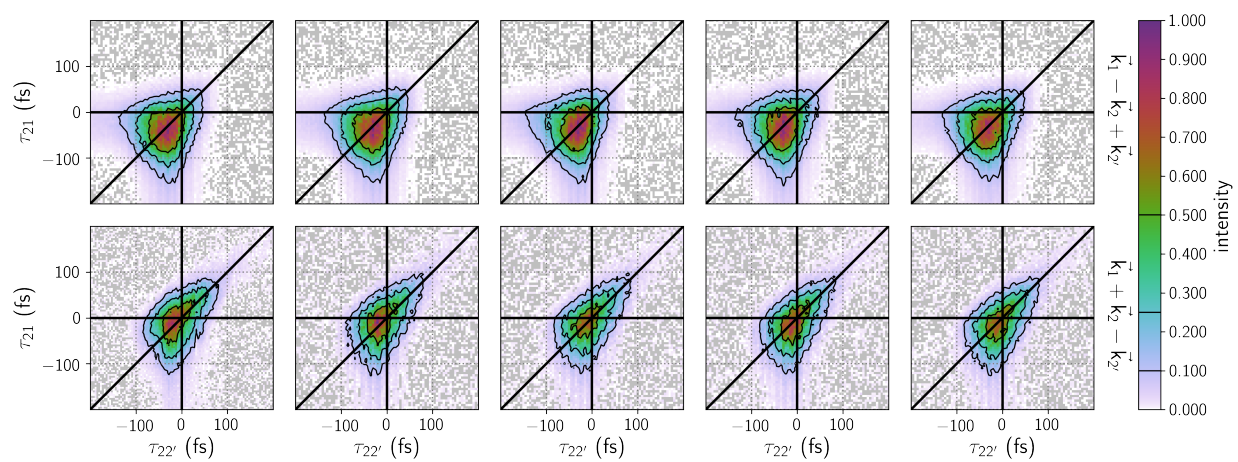 τ₂₁ (fs)
100
0
−100
k⃗₁ − k⃗₂ + k⃗₂′
τ₂₁ (fs)
100
0
−100
k⃗₁ + k⃗₂ − k⃗₂′
−100 0 100
−100 0 100
−100 0 100
−100 0 100
−100 0 100
τ₂₂′ (fs)
τ₂₂′ (fs)
τ₂₂′ (fs)
τ₂₂′ (fs)
τ₂₂′ (fs)
1.000
0.900
0.800
0.700
0.600
0.500
0.400
0.300
0.200
0.100
0.000
intensity